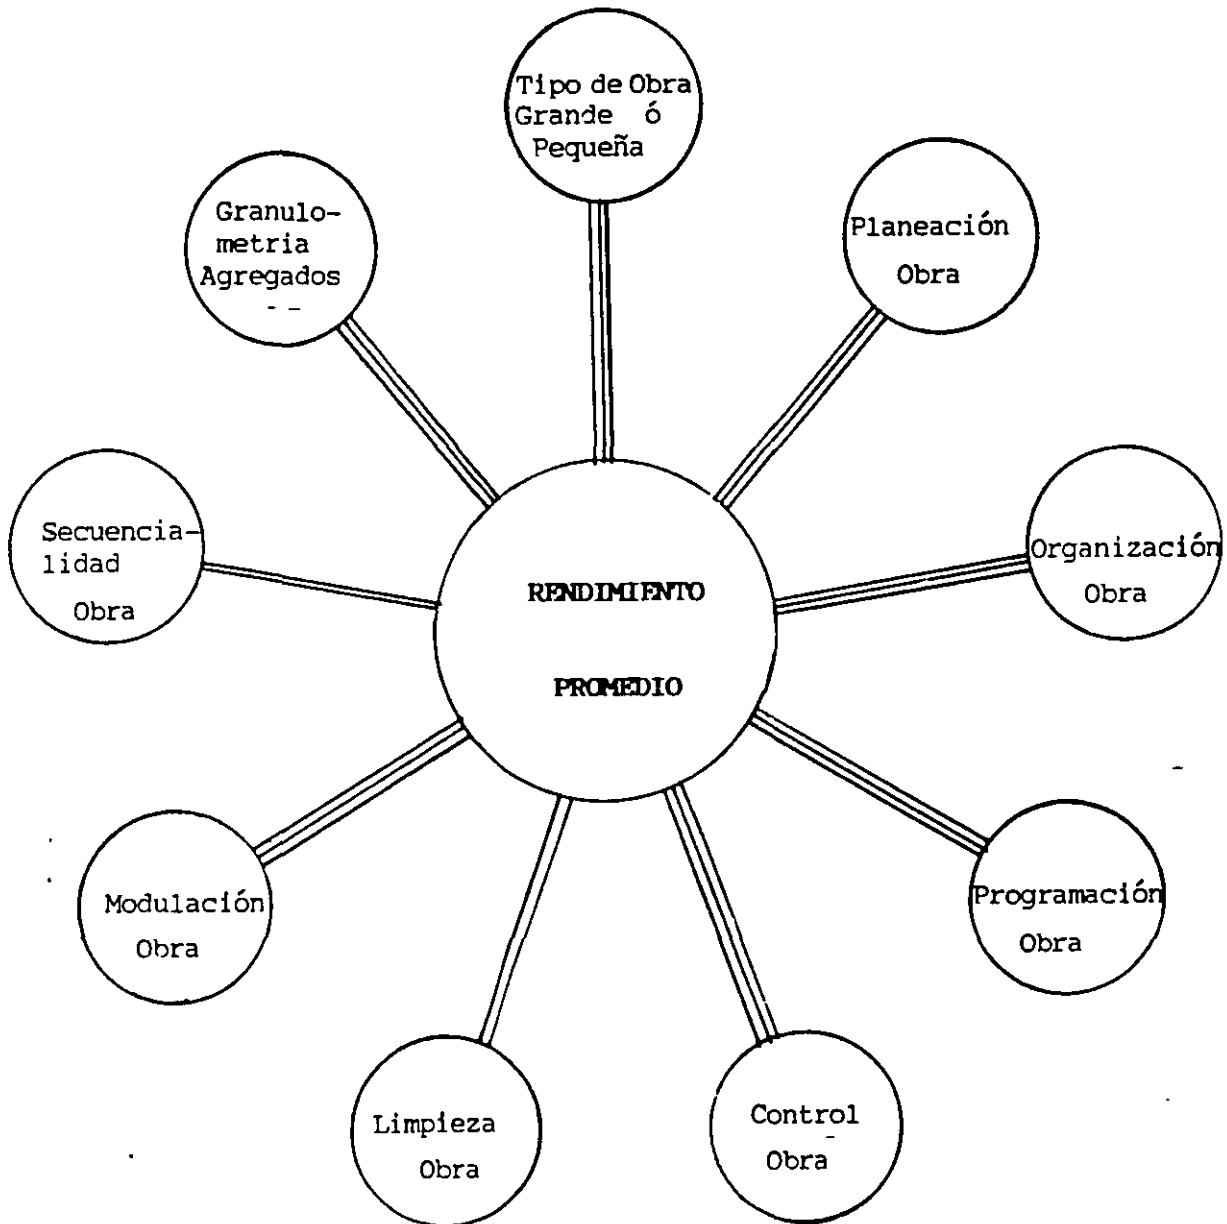 Tipo de Obra
Grande ó
Pequeña
Planeación
Obra
Organización
Obra
Programación
Obra
Control
Obra
Limpieza
Obra
Modulación
Obra
Secuencia-
lidad
Obra
Granulo-
metria
Agregados
RENDIMIENTO
PROMEDIO